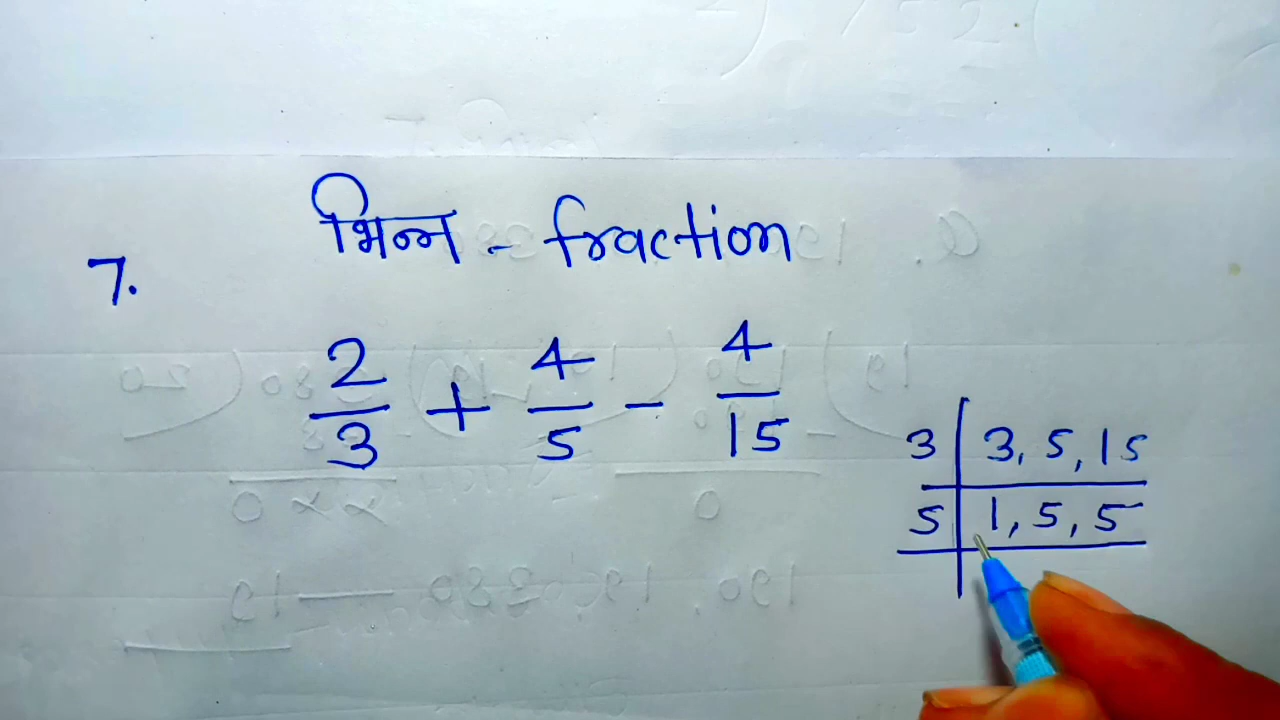 भिन्न - fraction
7.
2/3 + 4/5 - 4/15
3 | 3, 5, 15
5 | 1, 5, 5